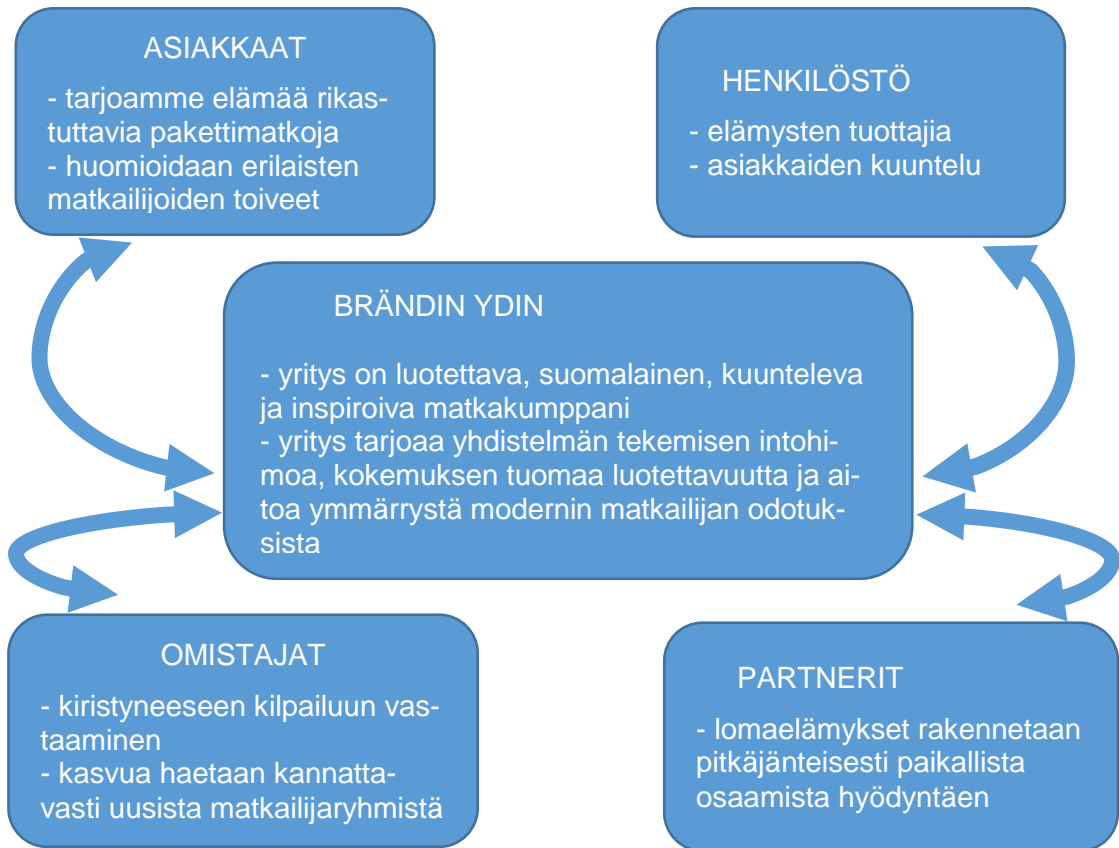 ASIAKKAAT
- tarjoamme elämää rikas-
tuttavia pakettimatkoja
- huomioidaan erilaisten
matkailijoiden toiveet
HENKILÖSTÖ
- elämysten tuottajia
- asiakkaiden kuuntelu
BRÄNDIN YDIN
- yritys on luotettava, suomalainen, kuunteleva
ja inspiroiva matkakumppani
- yritys tarjoaa yhdistelmän tekemisen intohi-
moa, kokemuksen tuomaa luotettavuutta ja ai-
toa ymmärrystä modernin matkailijan odotuk-
sista
OMISTAJAT
- kiristyneeseen kilpailuun vas-
taaminen
- kasvua haetaan kannatta-
vasti uusista matkailijaryhmistä
PARTNERIT
- lomaelämykset rakennetaan
pitkäjänteisesti paikallista
osaamista hyödyntäen